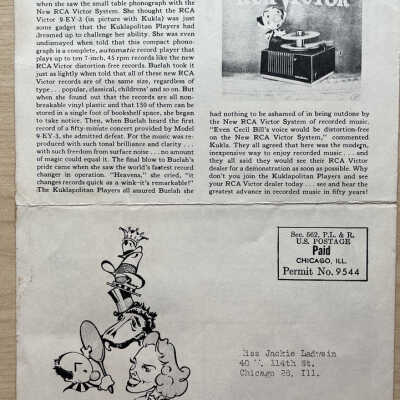 when she saw the small table phonograph with the
New RCA Victor System. She thought the RCA
Victor 9-EY-3 (in picture with Kukla) was just
some gadget that the Kuklapolitan Players had
dreamed up to challenge her ability. She was even
undismayed when told that this compact phono-
graph is a complete, automatic record player that
plays up to ten 7-inch, 45 rpm records like the new
RCA Victor distortion free records. Buelah took it
just as lightly when told that all of these new RCA
Victor records are of the same size, regardless of
type...popular, classical, childrens' and so on. But
when she found out that the records are all non-
breakable vinyl plastic and that 150 of them can be
stored in a single foot of bookshelf space, she began
to take notice. Then, when Buelah heard the first
record of a fifty-minute concert provided by Model
9-EY-3, she admitted defeat. For the music was re-
produced with such tonal brilliance and clarity...
with such freedom from surface noise...no amount
of magic could equal it. The final blow to Buelah's
pride came when she saw the world's fastest record
changer in operation. "Heavens," she cried, "it
changes records quick as a wink–it's remarkable!"
The Kuklapolitan Players all assured Buelah she
RCA VICTOR
had nothing to be ashamed of in being outdone by
the New RCA Victor System of recorded music.
"Even Cecil Bill's voice would be distortion-free
on the New RCA Victor System," commented
Kukla. They all agreed that here was the modern,
inexpensive way to enjoy recorded music...and
they all said they would see their RCA Victor
dealer for a demonstration as soon as possible. Why
don't you join the Kuklapolitan Players and see
your RCA Victor dealer today...see and hear the
greatest advance in recorded music in fifty years!
Sec. 562, P.L. & R.
U.S. POSTAGE
Paid
CHICAGO, ILL.
Permit No. 9544
Miss Jackie Ladwein
40 W. 114th St.
Chicago 28, Ill.